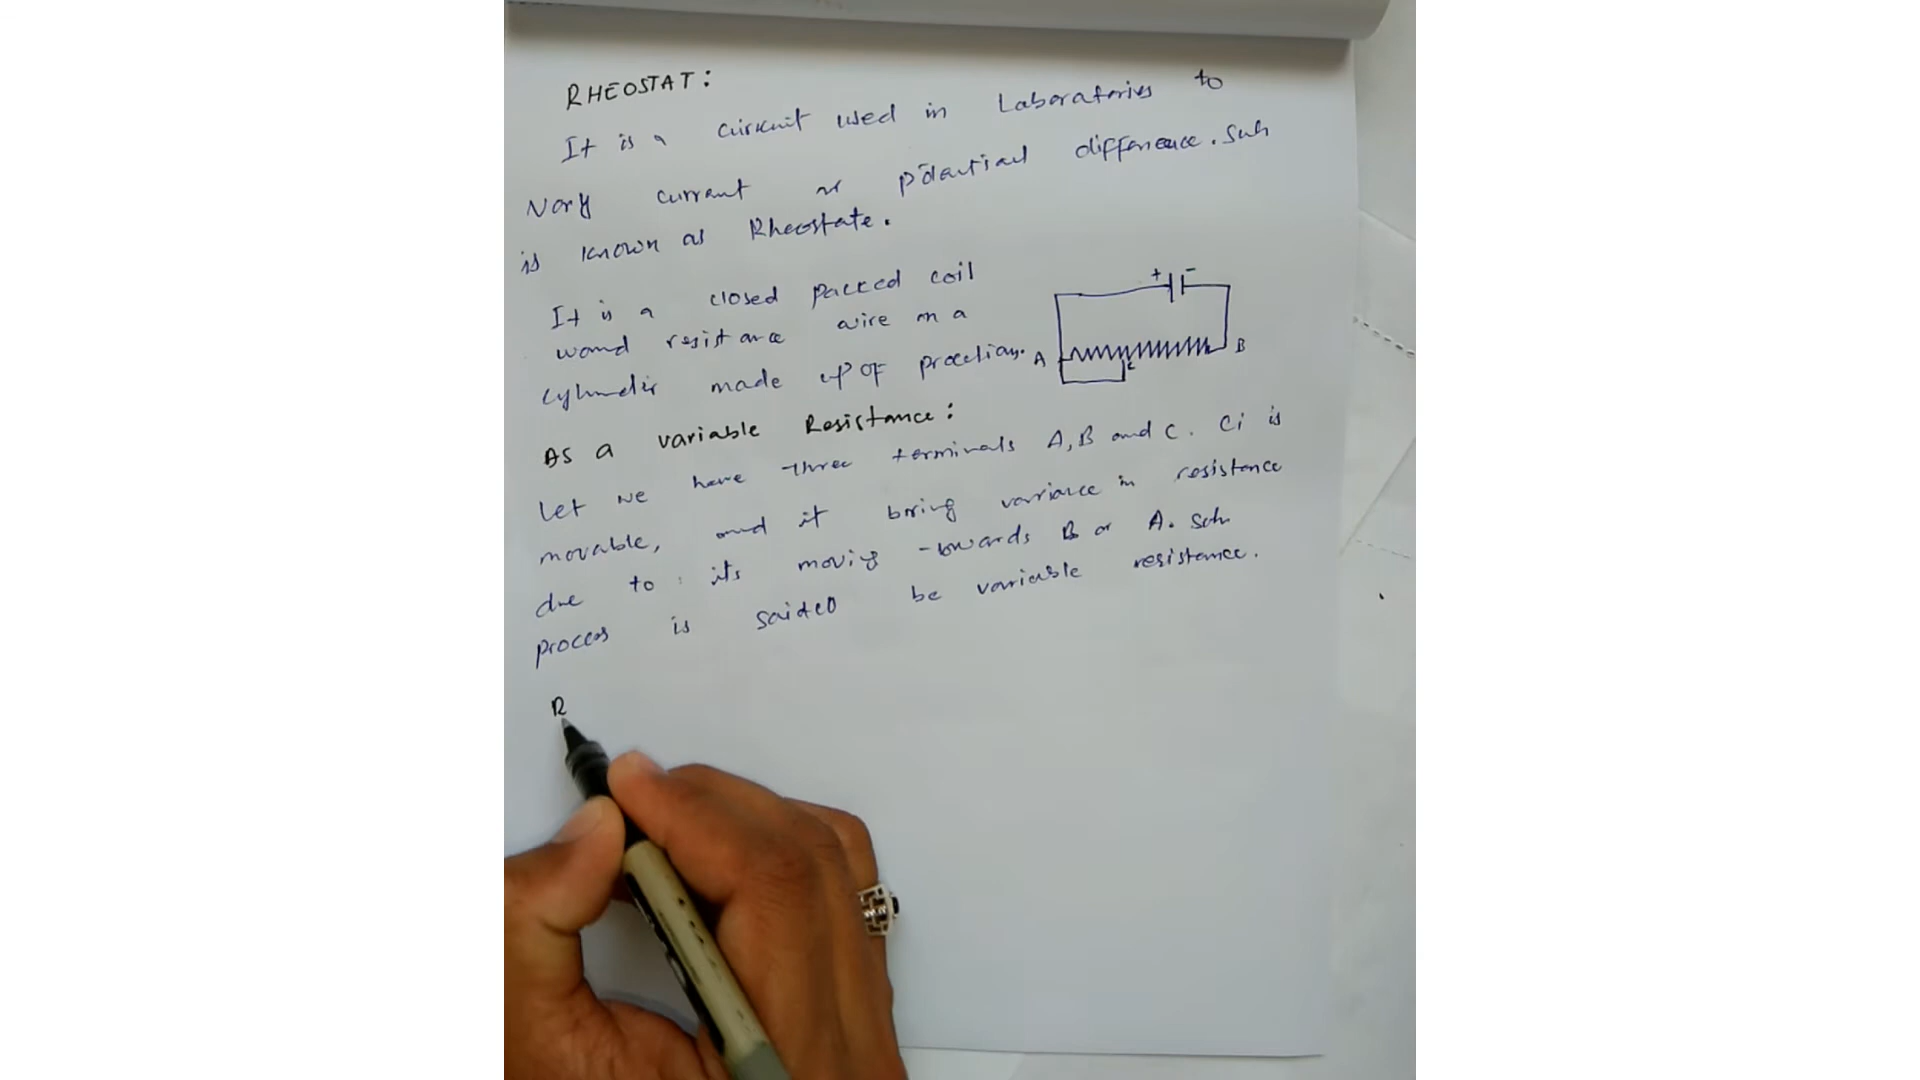 RHEOSTAT:
It is a circuit used in Laboratories to
Vary current or potential difference. Such
is known as Rheostate.
It is a closed packed coil
wound resistance wire on a
cylinder made up of
+ -
A B
C
As a variable Resistance:
Let we have three terminals A, B and C. Ci is
movable, and it bring variance in resistance
due to its moving towards B or A. Such
process is saided be variable resistance.
R